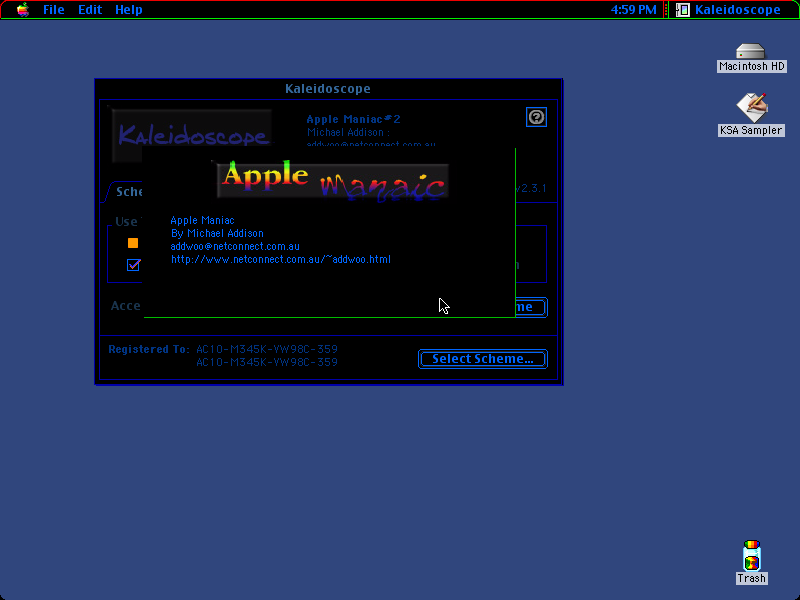 File Edit Help
4:59 PM
Kaleidoscope
Macintosh HD
KSA Sampler
Kaleidoscope
Kaleidoscope
Apple Maniac#2
Michael Addison :
addwoo@netconnect.com.au
Apple Manaic
v2.3.1
Sche
Use
Apple Maniac
By Michael Addison
addwoo@netconnect.com.au
http://www.netconnect.com.au/~addwoo.html
Acce
me
Registered To: AC10-M345K-YW98C-359
AC10-M345K-YW98C-359
Select Scheme...
Trash